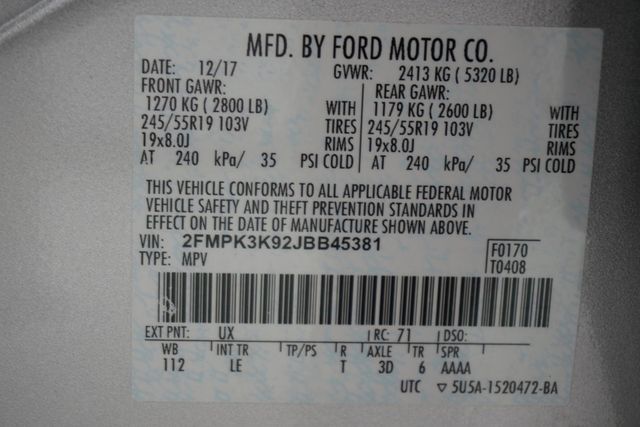 MFD. BY FORD MOTOR CO.
DATE: 12/17 GVWR: 2413 KG ( 5320 LB)
FRONT GAWR: REAR GAWR:
1270 KG ( 2800 LB) WITH 1179 KG ( 2600 LB) WITH
245/55R19 103V TIRES 245/55R19 103V TIRES
19x8.0J RIMS 19x8.0J RIMS
AT 240 kPa/ 35 PSI COLD AT 240 kPa/ 35 PSI COLD
THIS VEHICLE CONFORMS TO ALL APPLICABLE FEDERAL MOTOR
VEHICLE SAFETY AND THEFT PREVENTION STANDARDS IN
EFFECT ON THE DATE OF MANUFACTURE SHOWN ABOVE.
VIN: 2FMPK3K92JBB45381 F0170
TYPE: MPV T0408
EXT PNT: UX RC: 71 DSO:
WB INT TR TP/PS R AXLE TR SPR
112 LE T 3D 6 AAAA
UTC ▽ 5U5A-1520472-BA